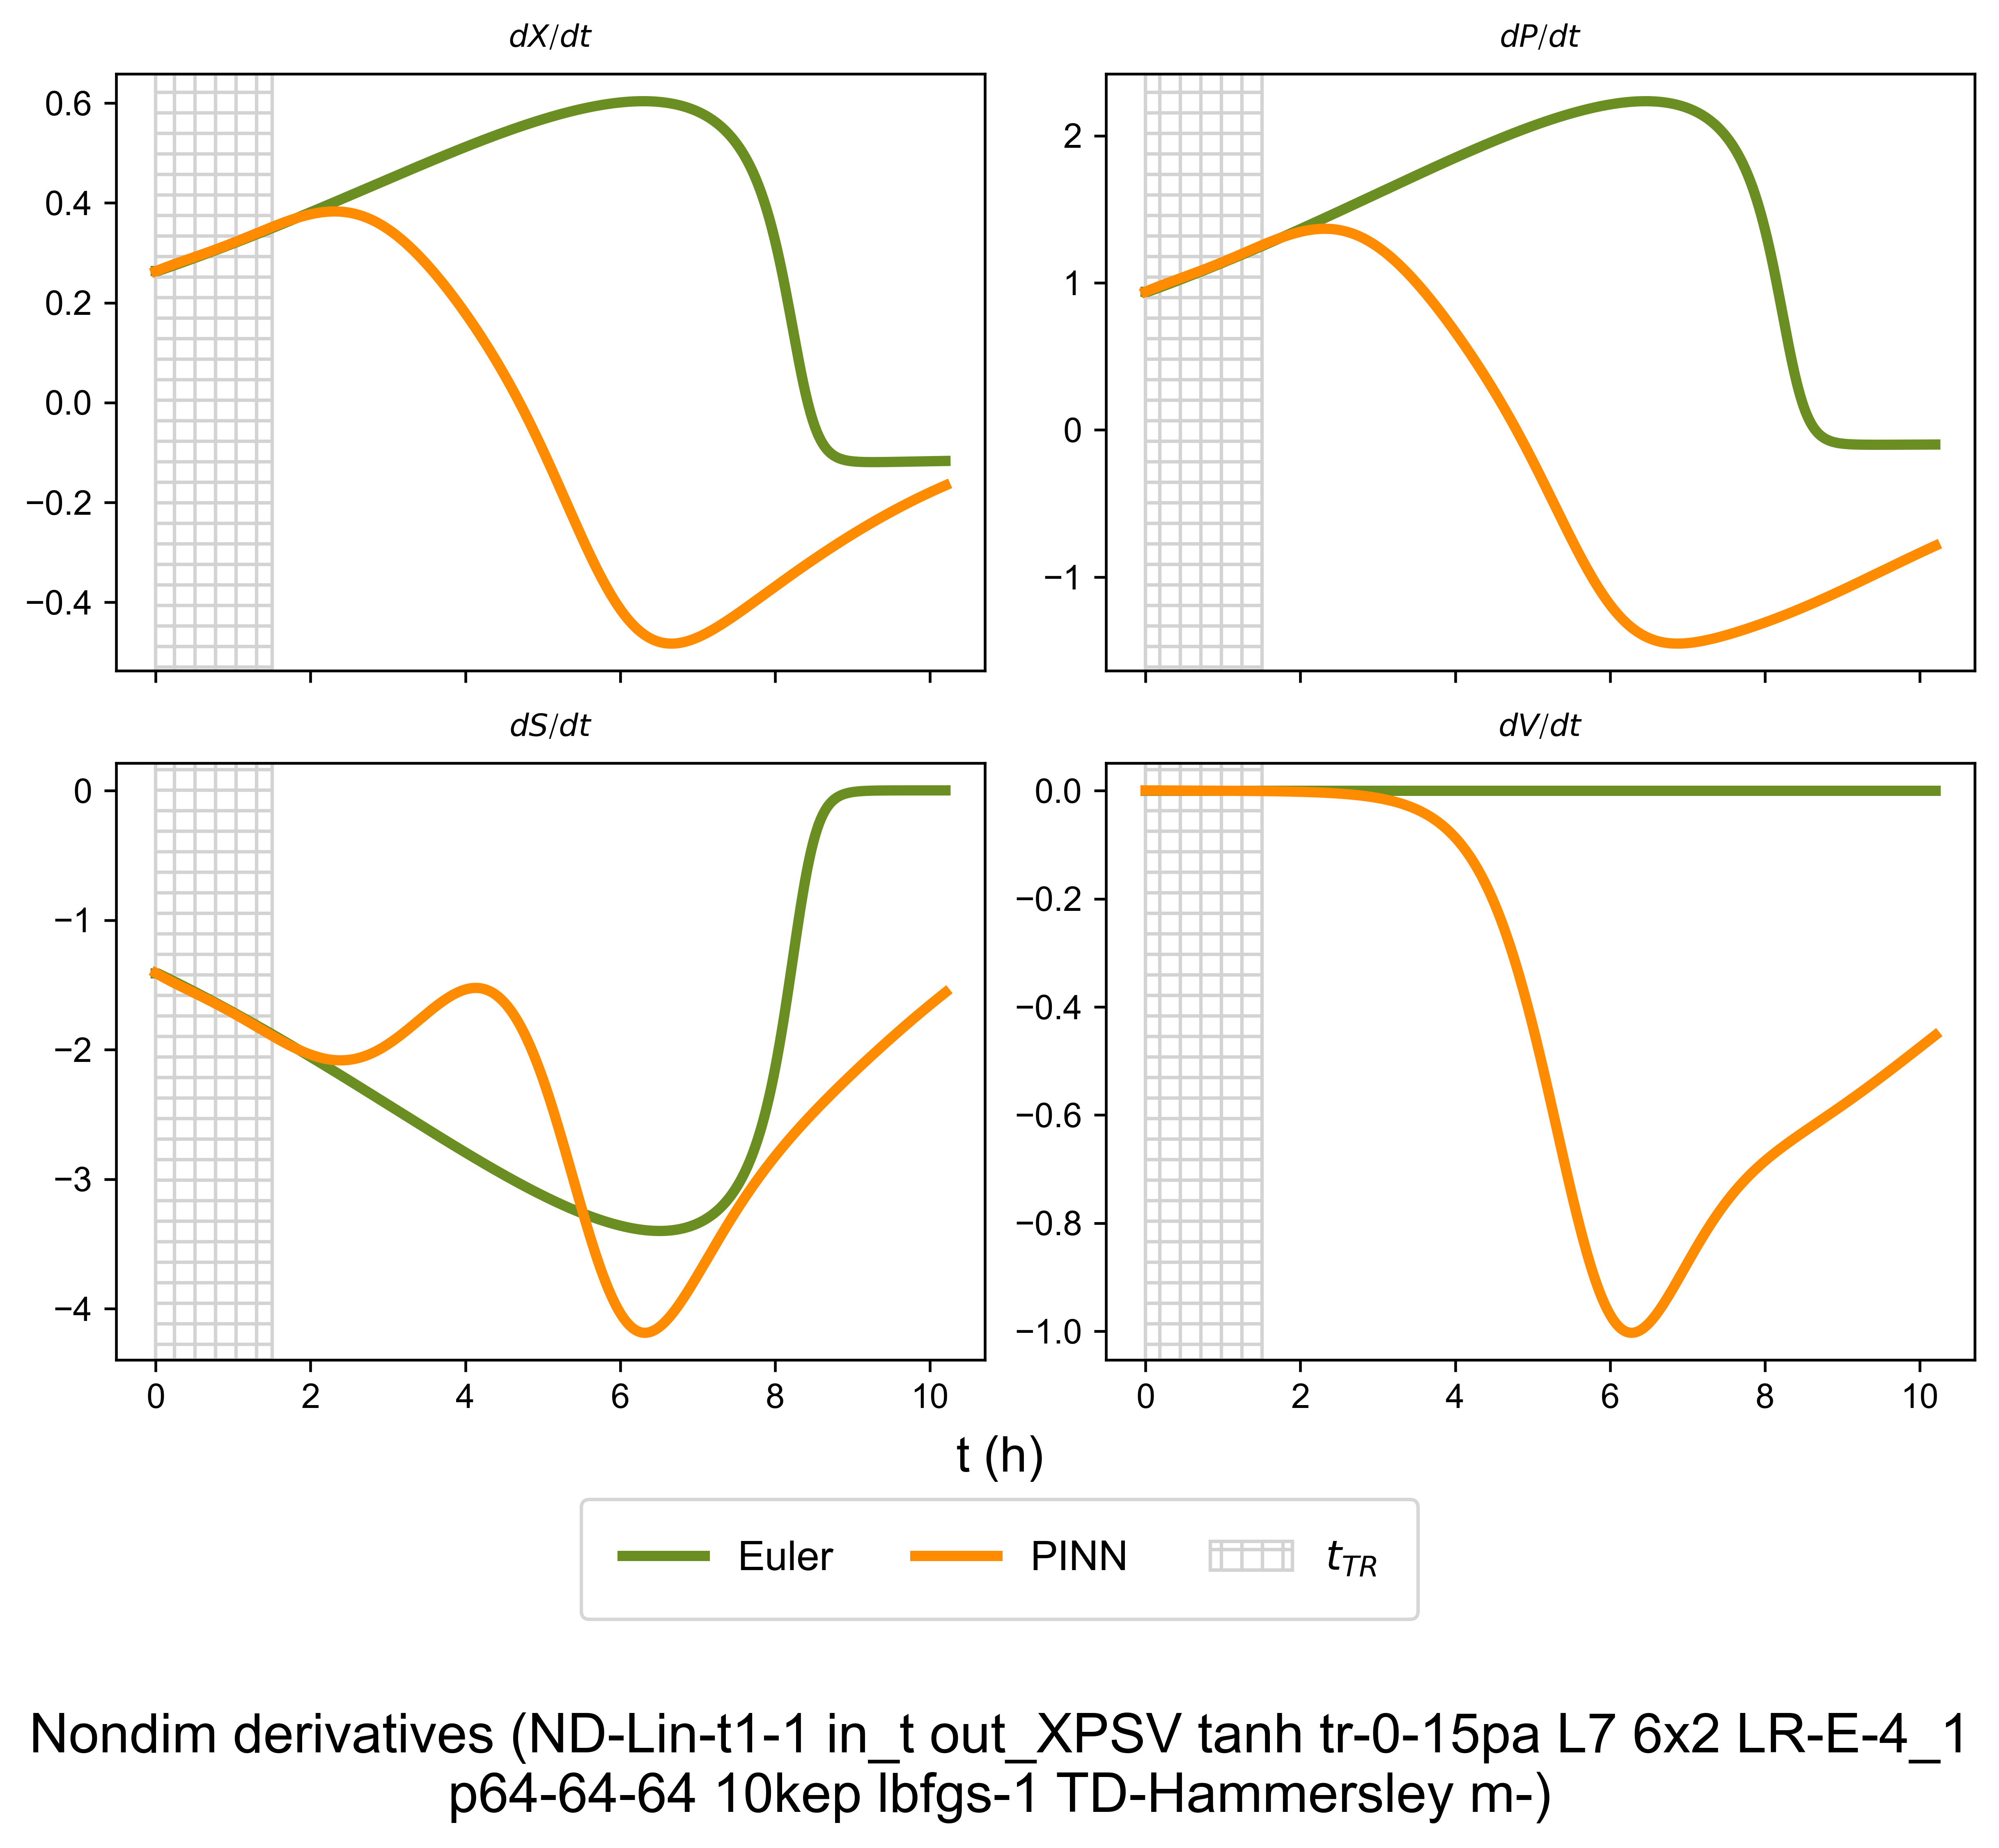 dX/dt
dP/dt
0.6
0.4
0.2
0.0
−0.2
−0.4
2
1
0
−1
dS/dt
dV/dt
0
−1
−2
−3
−4
0.0
−0.2
−0.4
−0.6
−0.8
−1.0
0 2 4 6 8 10
0 2 4 6 8 10
t (h)
Euler PINN t_TR
Nondim derivatives (ND-Lin-t1-1 in_t out_XPSV tanh tr-0-15pa L7 6x2 LR-E-4_1
p64-64-64 10kep lbfgs-1 TD-Hammersley m-)